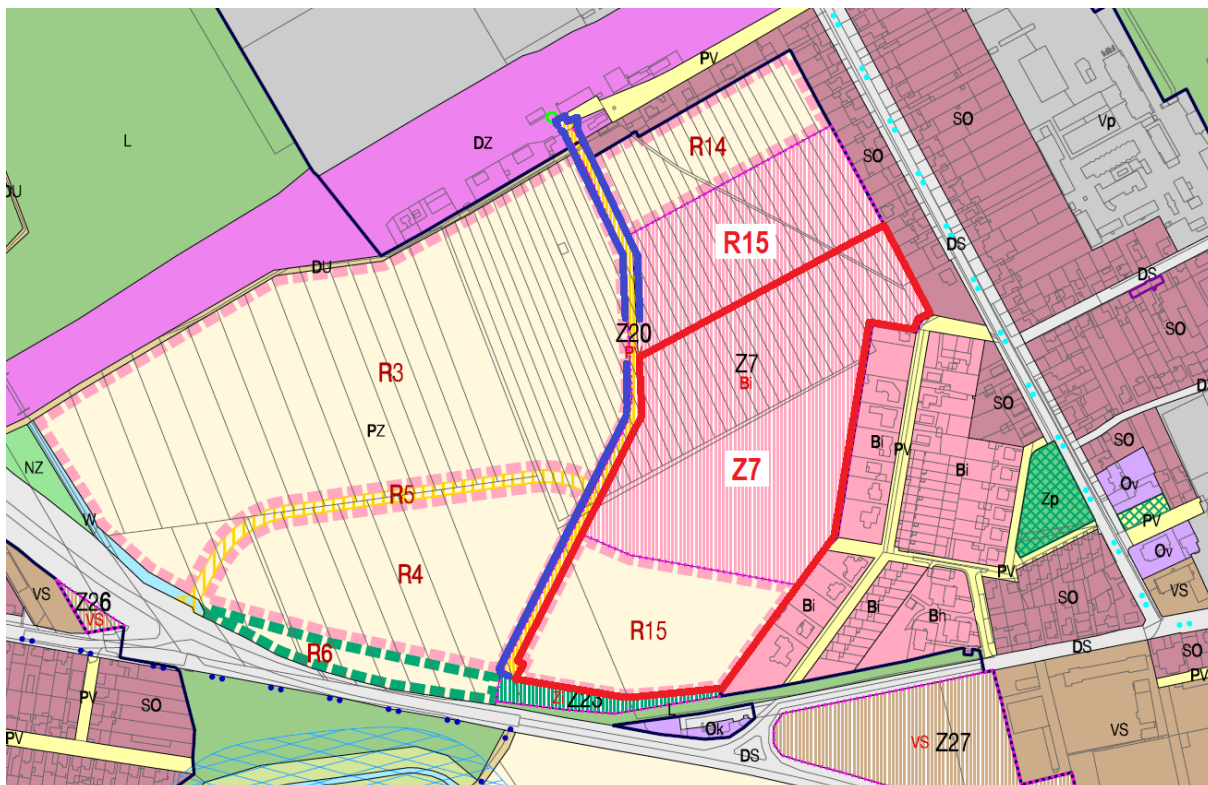 PV
L
DZ
SO
Vp
R14
SO
DU
R15
DS
DS
DU
SO
Z20
P
R3
Z7
Bi
SO
PZ
SO
Bi
PV
Bi
Z7
NZ
R5
Zp
Ov
PV
W
Ov
R4
PV
VS
Z26
VS
Bi
Bi
Bh
SO
VS
R15
R6
DS
SO
PV
SO
Z25
L
PV
PV
Ok
DS
VS Z27
VS